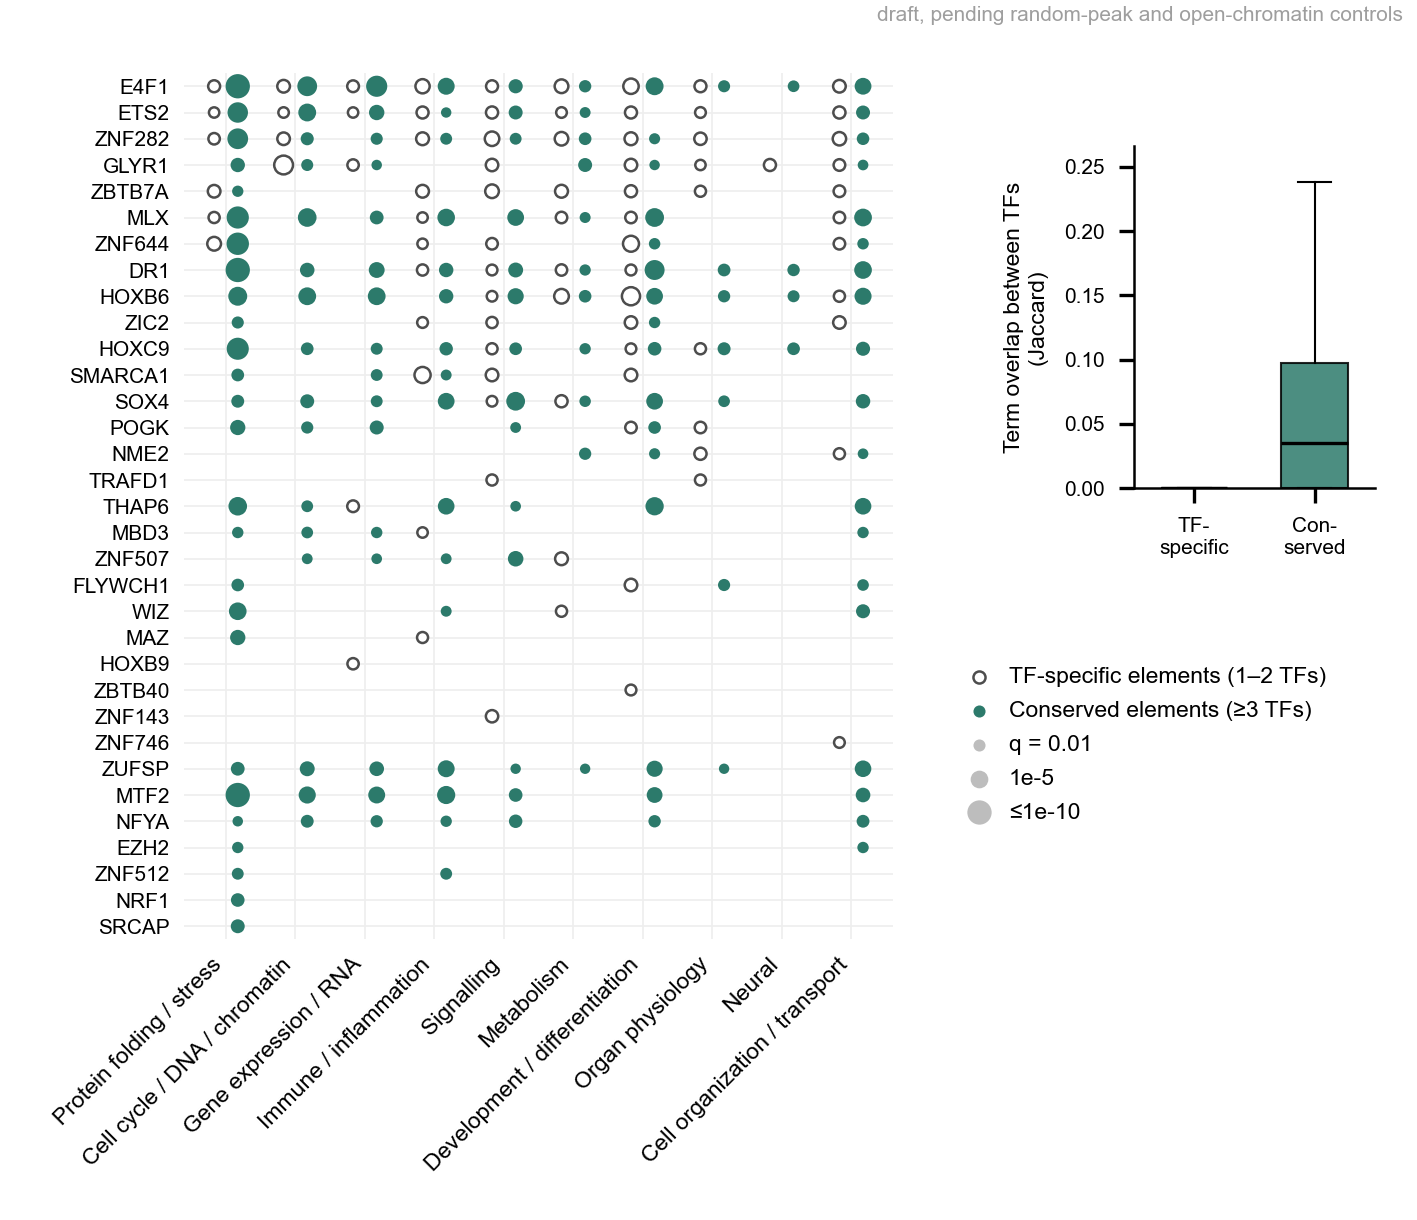 draft, pending random-peak and open-chromatin controls
E4F1
ETS2
ZNF282
GLYR1
ZBTB7A
MLX
ZNF644
DR1
HOXB6
ZIC2
HOXC9
SMARCA1
SOX4
POGK
NME2
TRAFD1
THAP6
MBD3
ZNF507
FLYWCH1
WIZ
MAZ
HOXB9
ZBTB40
ZNF143
ZNF746
ZUFSP
MTF2
NFYA
EZH2
ZNF512
NRF1
SRCAP
Protein folding / stress
Cell cycle / DNA / chromatin
Gene expression / RNA
Immune / inflammation
Signalling
Metabolism
Development / differentiation
Organ physiology
Neural
Cell organization / transport
Term overlap between TFs
(Jaccard)
0.25
0.20
0.15
0.10
0.05
0.00
TF-
specific
Con-
served
TF-specific elements (1–2 TFs)
Conserved elements (≥3 TFs)
q = 0.01
1e-5
≤1e-10